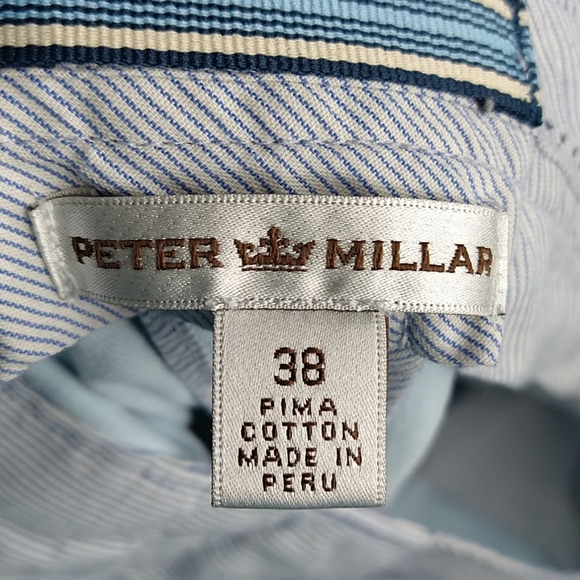 PETER MILLAR
38
PIMA
COTTON
MADE IN
PERU